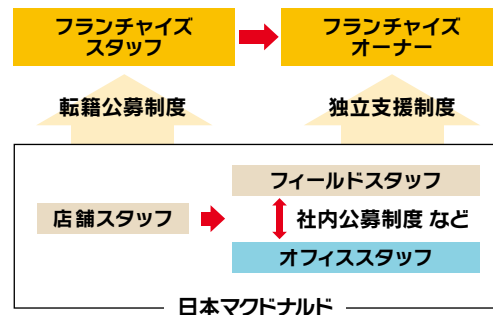 フランチャイズ
スタッフ
フランチャイズ
オーナー
転籍公募制度
独立支援制度
フィールドスタッフ
店舗スタッフ
社内公募制度 など
オフィススタッフ
日本マクドナルド